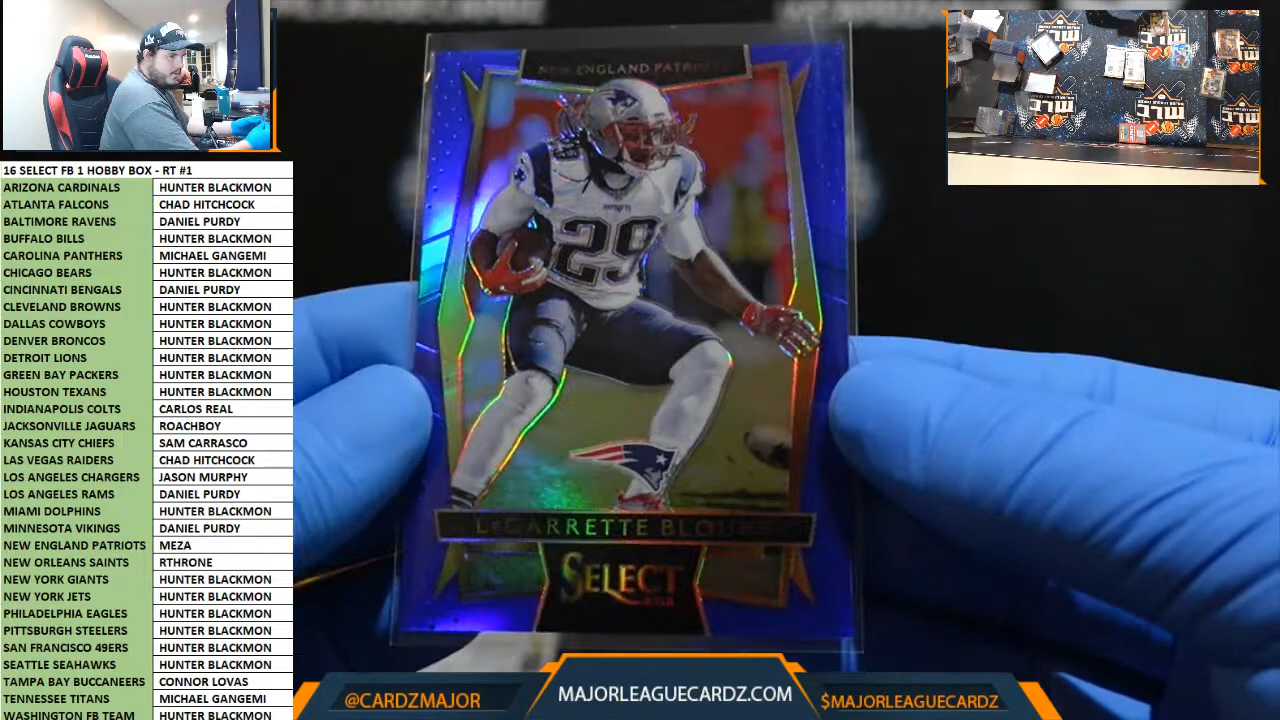 16 SELECT FB 1 HOBBY BOX - RT #1
ARIZONA CARDINALS HUNTER BLACKMON
ATLANTA FALCONS CHAD HITCHCOCK
BALTIMORE RAVENS DANIEL PURDY
BUFFALO BILLS HUNTER BLACKMON
CAROLINA PANTHERS MICHAEL GANGEMI
CHICAGO BEARS HUNTER BLACKMON
CINCINNATI BENGALS DANIEL PURDY
CLEVELAND BROWNS HUNTER BLACKMON
DALLAS COWBOYS HUNTER BLACKMON
DENVER BRONCOS HUNTER BLACKMON
DETROIT LIONS HUNTER BLACKMON
GREEN BAY PACKERS HUNTER BLACKMON
HOUSTON TEXANS HUNTER BLACKMON
INDIANAPOLIS COLTS CARLOS REAL
JACKSONVILLE JAGUARS ROACHBOY
KANSAS CITY CHIEFS SAM CARRASCO
LAS VEGAS RAIDERS CHAD HITCHCOCK
LOS ANGELES CHARGERS JASON MURPHY
LOS ANGELES RAMS DANIEL PURDY
MIAMI DOLPHINS HUNTER BLACKMON
MINNESOTA VIKINGS DANIEL PURDY
NEW ENGLAND PATRIOTS MEZA
NEW ORLEANS SAINTS RTHRONE
NEW YORK GIANTS HUNTER BLACKMON
NEW YORK JETS HUNTER BLACKMON
PHILADELPHIA EAGLES HUNTER BLACKMON
PITTSBURGH STEELERS HUNTER BLACKMON
SAN FRANCISCO 49ERS HUNTER BLACKMON
SEATTLE SEAHAWKS HUNTER BLACKMON
TAMPA BAY BUCCANEERS CONNOR LOVAS
TENNESSEE TITANS MICHAEL GANGEMI
WASHINGTON FB TEAM HUNTER BLACKMON
NEW ENGLAND PATRIOTS
PATRIOTS
29
LEGARRETTE BLOUNT
SELECT
MLC
@CARDZMAJOR
MAJORLEAGUECARDZ.COM
$MAJORLEAGUECARDZ